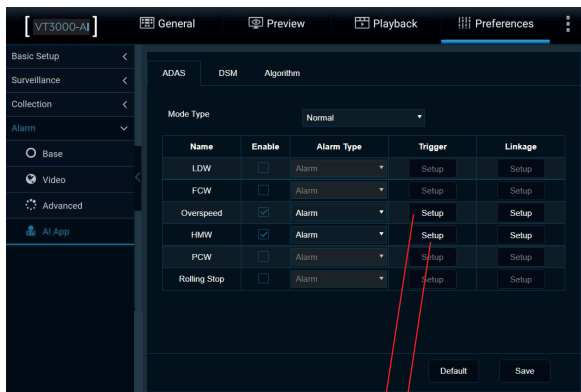 [VT3000-AI] General Preview Playback Preferences
Basic Setup
Surveillance
Collection
Alarm
Base
Video
Advanced
AI App
ADAS DSM Algorithm
Mode Type Normal
Name Enable Alarm Type Trigger Linkage
LDW Alarm Setup Setup
FCW Alarm Setup Setup
Overspeed Alarm Setup Setup
HMW Alarm Setup Setup
PCW Alarm Setup Setup
Rolling Stop Alarm Setup Setup
Default Save